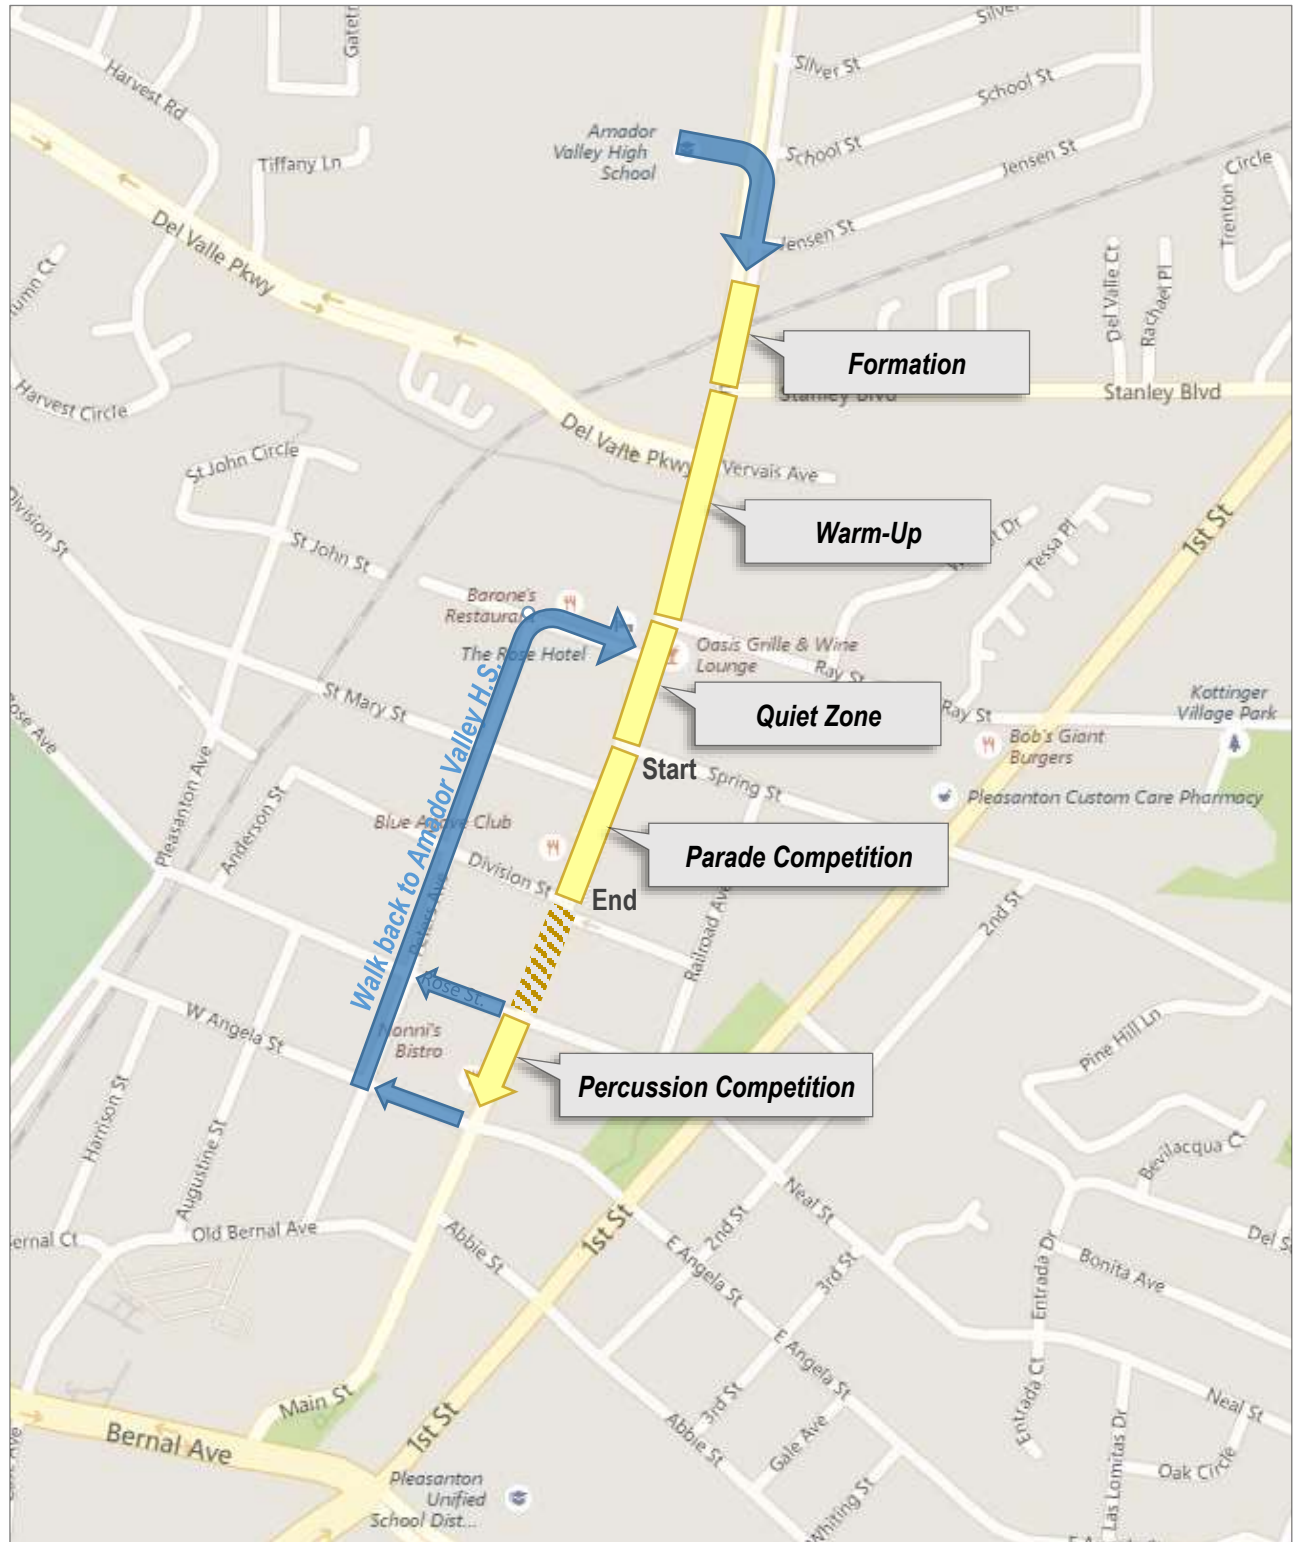 Silver St
Silver St
School St
School St
Jensen St
Jensen St
Trenton Circle
Harvest Rd
Tiffany Ln
Amador
Valley High
School
Del Valle Pkwy
Harvest Circle
Formation
Del Valle Ct
Rachael Pl
Stanley Blvd
Stanley Blvd
Del Valle Pkwy
Vervais Ave
St John Circle
Division St
St John St
Warm-Up
Tessa Pl
1st St
Barone's
Restaurant
The Rose Hotel
Oasis Grille & Wine
Lounge
Ray St
Ray St
Kottinger
Village Park
Bob's Giant
Burgers
Quiet Zone
St Mary St
Rose Ave
Walk back to Amador Valley H.S.
Start
Spring St
Pleasanton Custom Care Pharmacy
Pleasanton Ave
Anderson St
Blue Agave Club
Division St
Parade Competition
End
Railroad Ave
2nd St
Peters Ave
Rose St.
W Angela St
Nonni's
Bistro
Percussion Competition
Pine Hill Ln
Bevilacqua Ct
Harrison St
Augustine St
Old Bernal Ave
Bernal Ct
Abbie St
1st St
2nd St
Neal St
E Angela St
3rd St
Entrada Dr
Bonita Ave
Del S
E Angela St
Main St
Bernal Ave
1st St
3rd St
Abbie St
Gale Ave
Whiting St
Entrada Ct
Las Lomitas Dr
Neal St
Oak Circle
Pleasanton
Unified
School Dist...